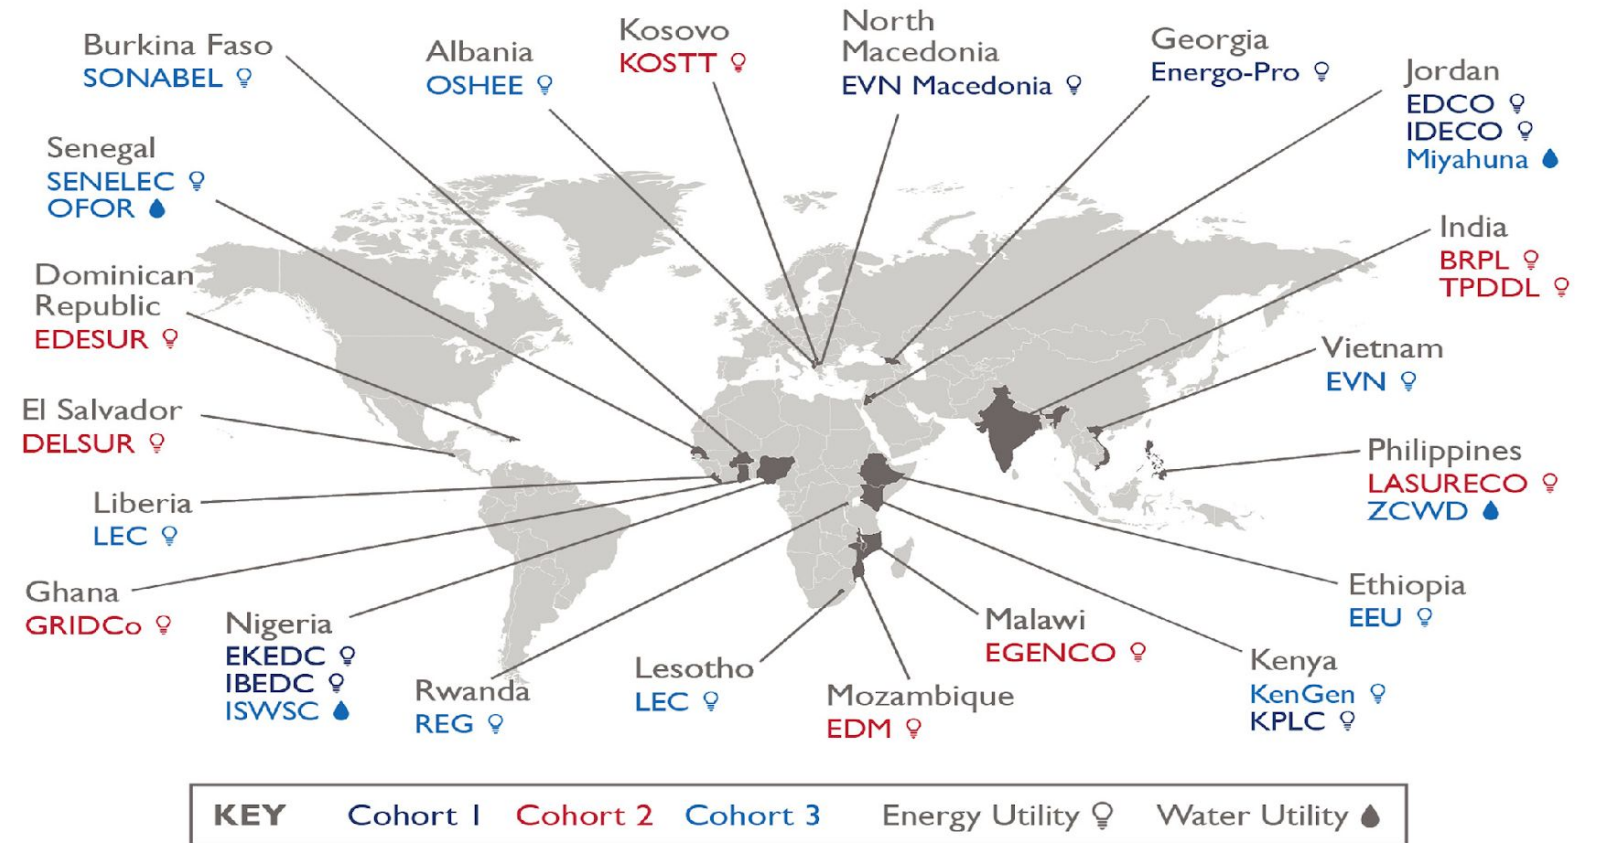 Burkina Faso
SONABEL
Albania
OSHEE
Kosovo
KOSTT
North
Macedonia
EVN Macedonia
Georgia
Energo-Pro
Jordan
EDCO
IDECO
Miyahuna
Senegal
SENELEC
OFOR
India
BRPL
TPDDL
Dominican
Republic
EDESUR
Vietnam
EVN
El Salvador
DELSUR
Philippines
LASURECO
ZCWD
Liberia
LEC
Ghana
GRIDCo
Nigeria
EKEDC
IBEDC
ISWSC
Rwanda
REG
Lesotho
LEC
Mozambique
EDM
Malawi
EGENCO
Ethiopia
EEU
Kenya
KenGen
KPLC
KEY Cohort 1 Cohort 2 Cohort 3 Energy Utility Water Utility